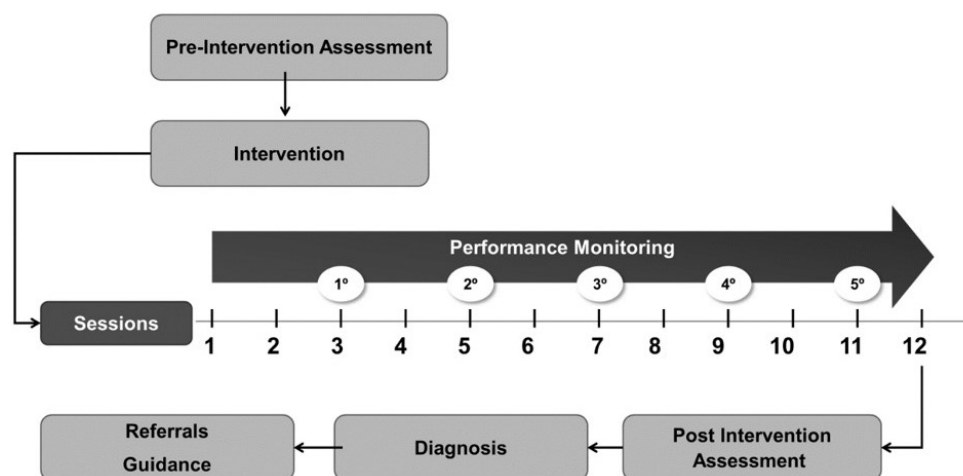 Pre-Intervention Assessment
Intervention
Performance Monitoring
1º 2º 3º 4º 5º
Sessions
1 2 3 4 5 6 7 8 9 10 11 12
Referrals
Guidance
Diagnosis
Post Intervention
Assessment